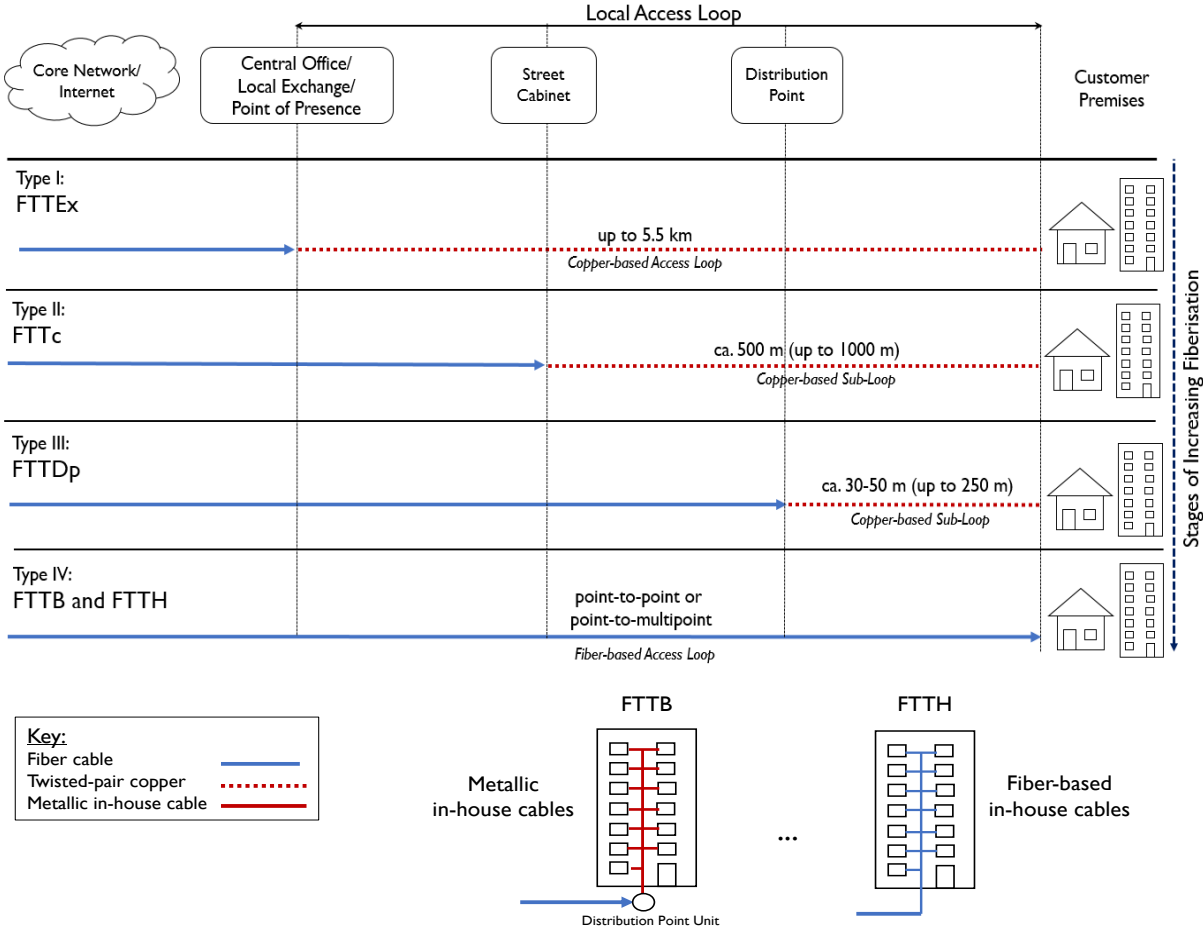 Local Access Loop
Core Network/
Internet
Central Office/
Local Exchange/
Point of Presence
Street
Cabinet
Distribution
Point
Customer
Premises
Type I:
FTTEx
up to 5.5 km
Copper-based Access Loop
Type II:
FTTc
ca. 500 m (up to 1000 m)
Copper-based Sub-Loop
Type III:
FTTDp
ca. 30-50 m (up to 250 m)
Copper-based Sub-Loop
Type IV:
FTTB and FTTH
point-to-point or
point-to-multipoint
Fiber-based Access Loop
Stages of Increasing Fiberisation
Key:
Fiber cable
Twisted-pair copper
Metallic in-house cable
FTTB
Metallic
in-house cables
Distribution Point Unit
...
FTTH
Fiber-based
in-house cables